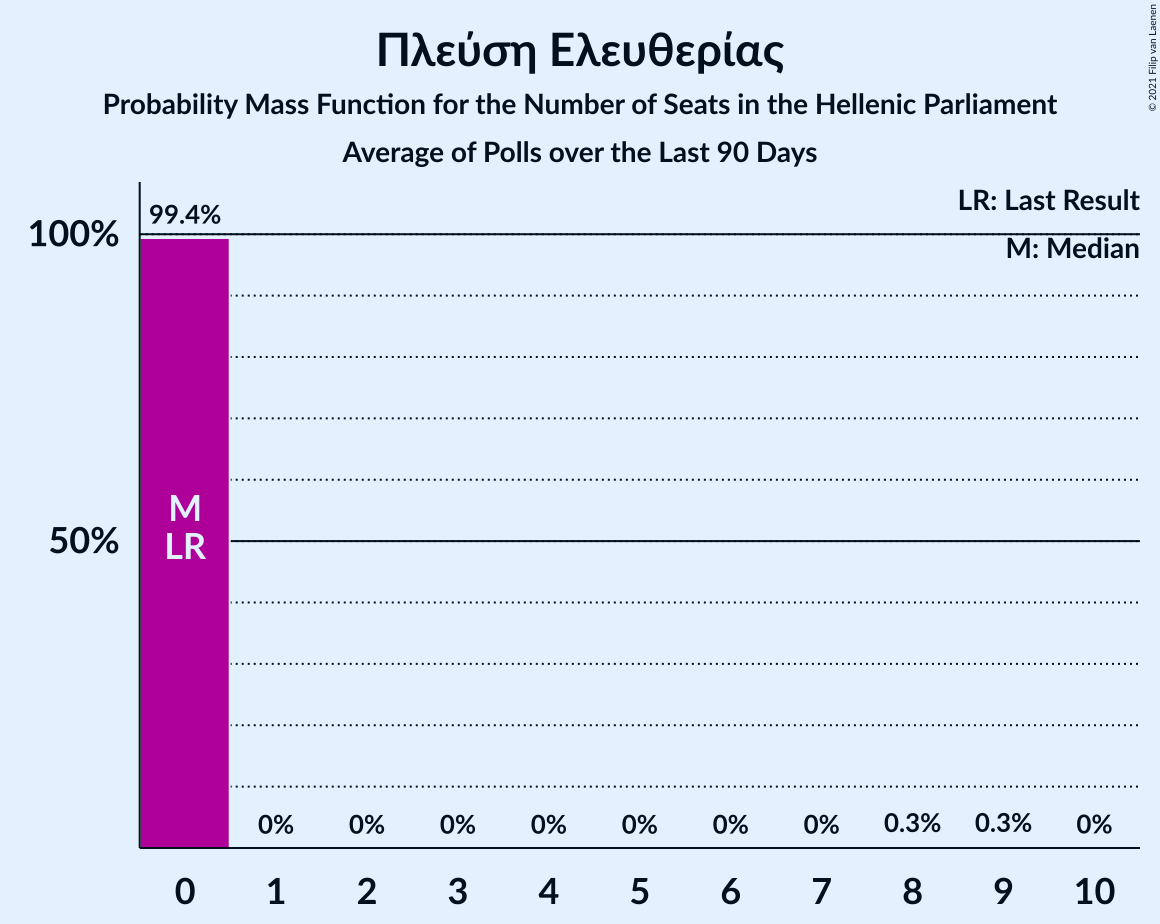 Πλεύση Ελευθερίας
Probability Mass Function for the Number of Seats in the Hellenic Parliament
Average of Polls over the Last 90 Days
© 2021 Filip van Laenen
LR: Last Result
M: Median
99.4%
100%
50%
M
LR
0% 0% 0% 0% 0% 0% 0% 0.3% 0.3% 0%
0 1 2 3 4 5 6 7 8 9 10